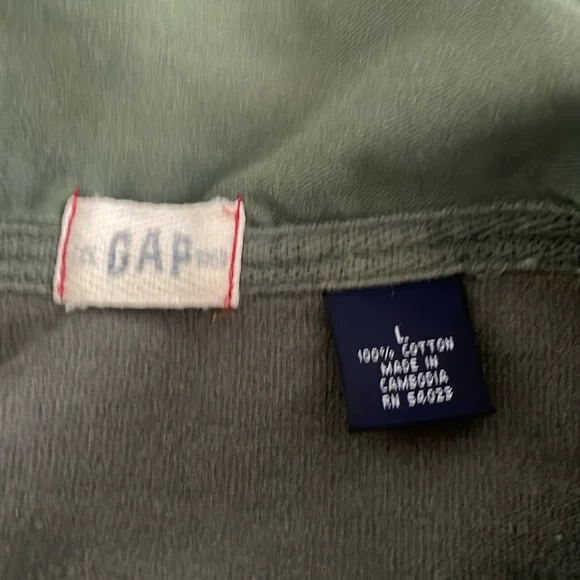 GAP
L
100% COTTON
MADE IN
CAMBODIA
RN 54023